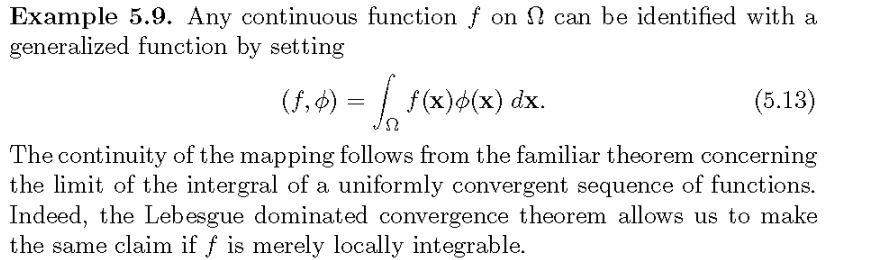 Example 5.9. Any continuous function f on Ω can be identified with a
generalized function by setting
(f, ϕ) = ∫_Ω f(x)ϕ(x) dx. (5.13)
The continuity of the mapping follows from the familiar theorem concerning
the limit of the intergral of a uniformly convergent sequence of functions.
Indeed, the Lebesgue dominated convergence theorem allows us to make
the same claim if f is merely locally integrable.